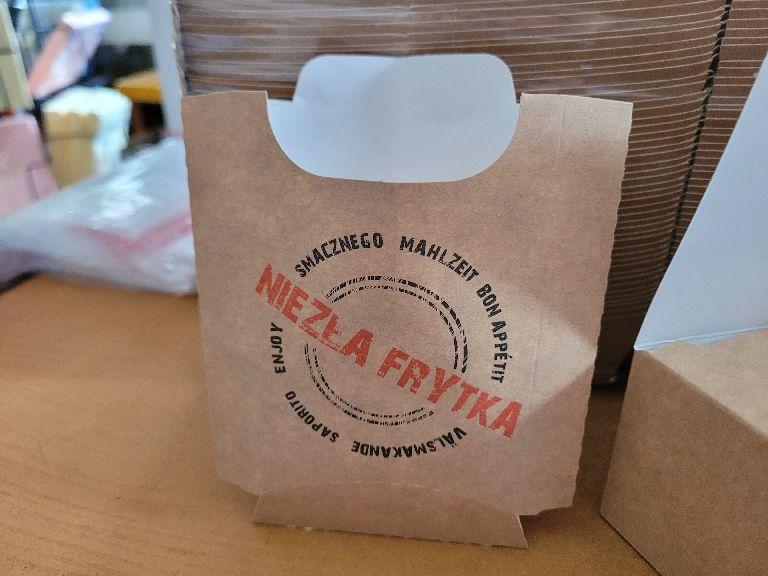 SMACZNEGO MAHLZEIT BON APPÉTIT VÄLSMAKANDE SAPORITO ENJOY
NIEZŁA FRYTKA